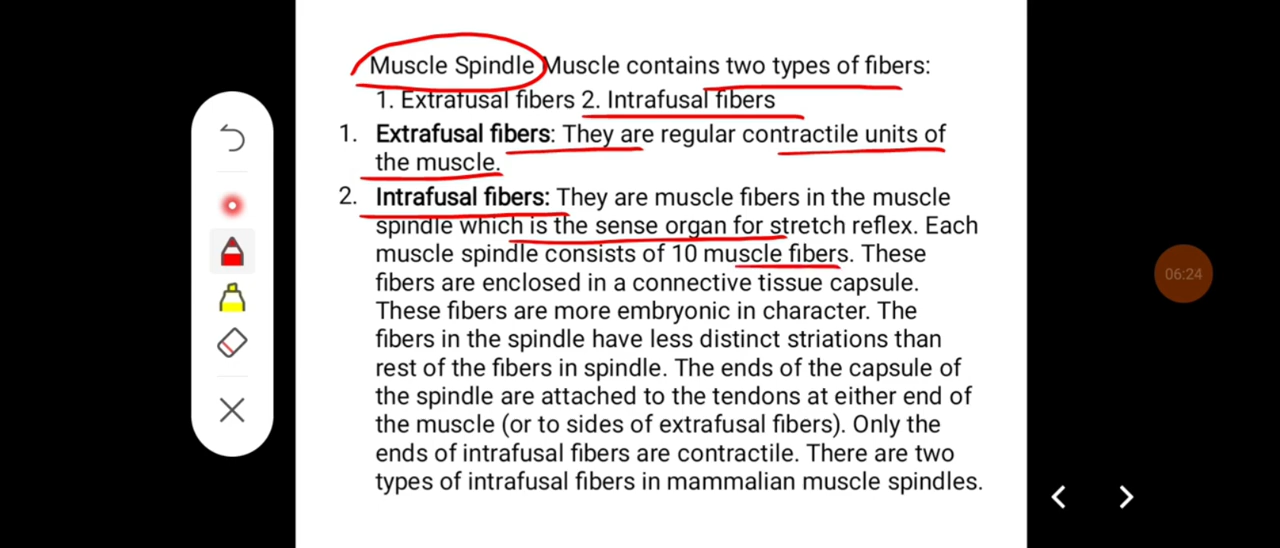 Muscle Spindle Muscle contains two types of fibers:
1. Extrafusal fibers 2. Intrafusal fibers
1. Extrafusal fibers: They are regular contractile units of
the muscle.
2. Intrafusal fibers: They are muscle fibers in the muscle
spindle which is the sense organ for stretch reflex. Each
muscle spindle consists of 10 muscle fibers. These
fibers are enclosed in a connective tissue capsule.
These fibers are more embryonic in character. The
fibers in the spindle have less distinct striations than
rest of the fibers in spindle. The ends of the capsule of
the spindle are attached to the tendons at either end of
the muscle (or to sides of extrafusal fibers). Only the
ends of intrafusal fibers are contractile. There are two
types of intrafusal fibers in mammalian muscle spindles.
06:24